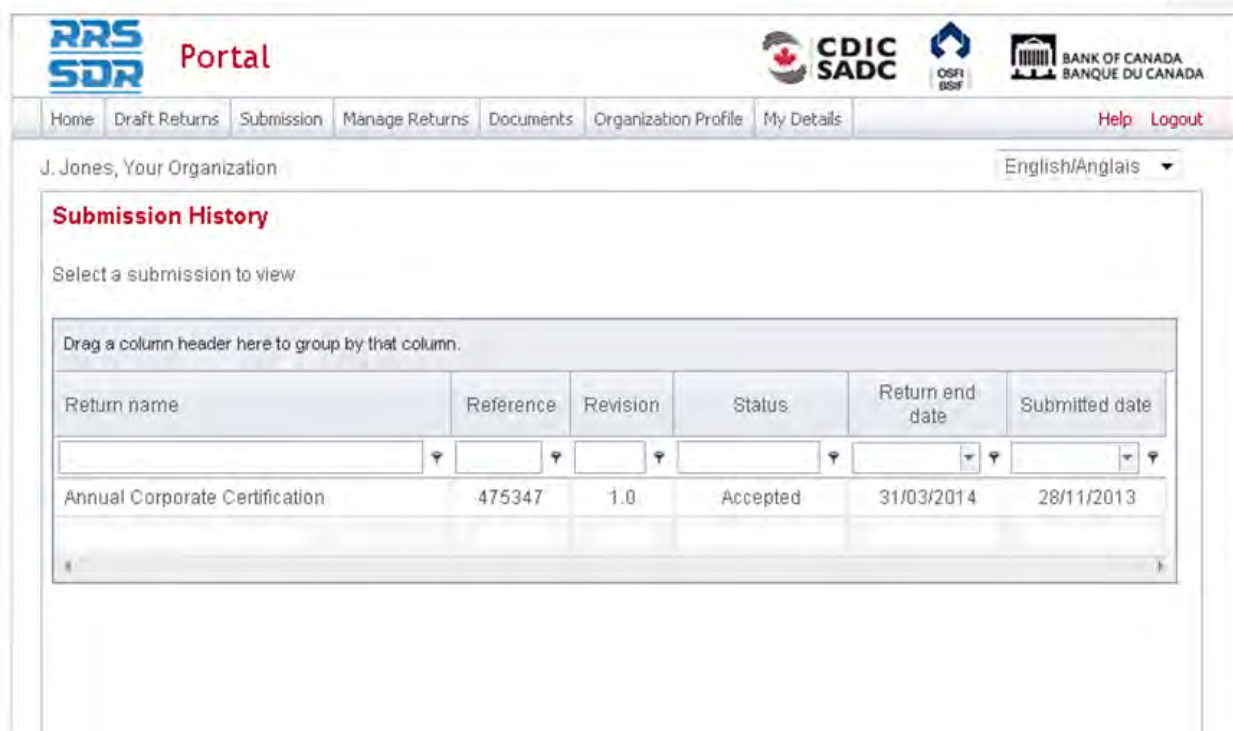 RRS
SDR
Portal
CDIC
SADC
OSFI
BSIF
BANK OF CANADA
BANQUE DU CANADA
Home Draft Returns Submission Manage Returns Documents Organization Profile My Details Help Logout
J. Jones, Your Organization English/Anglais
Submission History
Select a submission to view
Drag a column header here to group by that column.
Return name Reference Revision Status Return end date Submitted date
Annual Corporate Certification 475347 1.0 Accepted 31/03/2014 28/11/2013